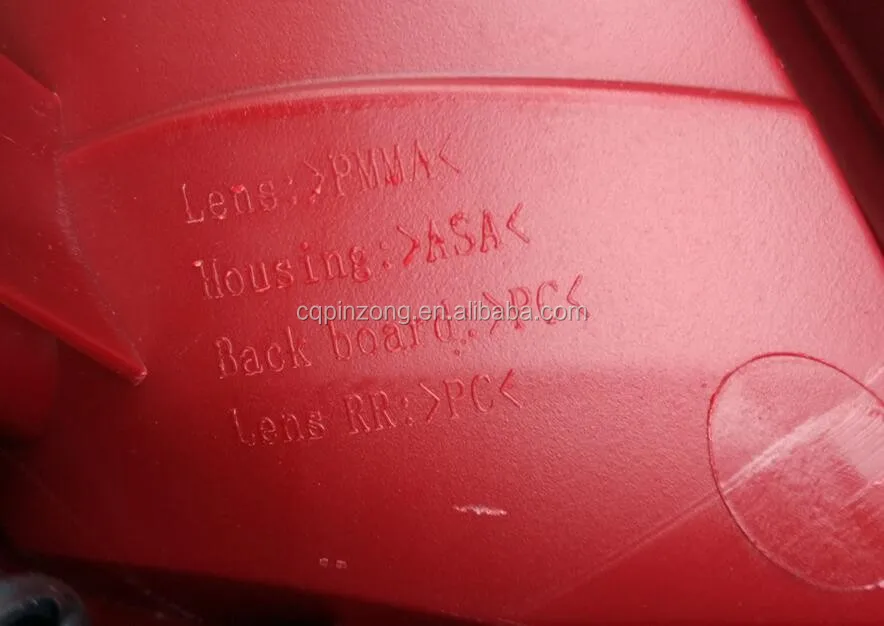 Lens:>PMMA<
Housing:>ASA<
cqpinzong.en.alibaba.com
Back board:>PC<
Lens RR:>PC<